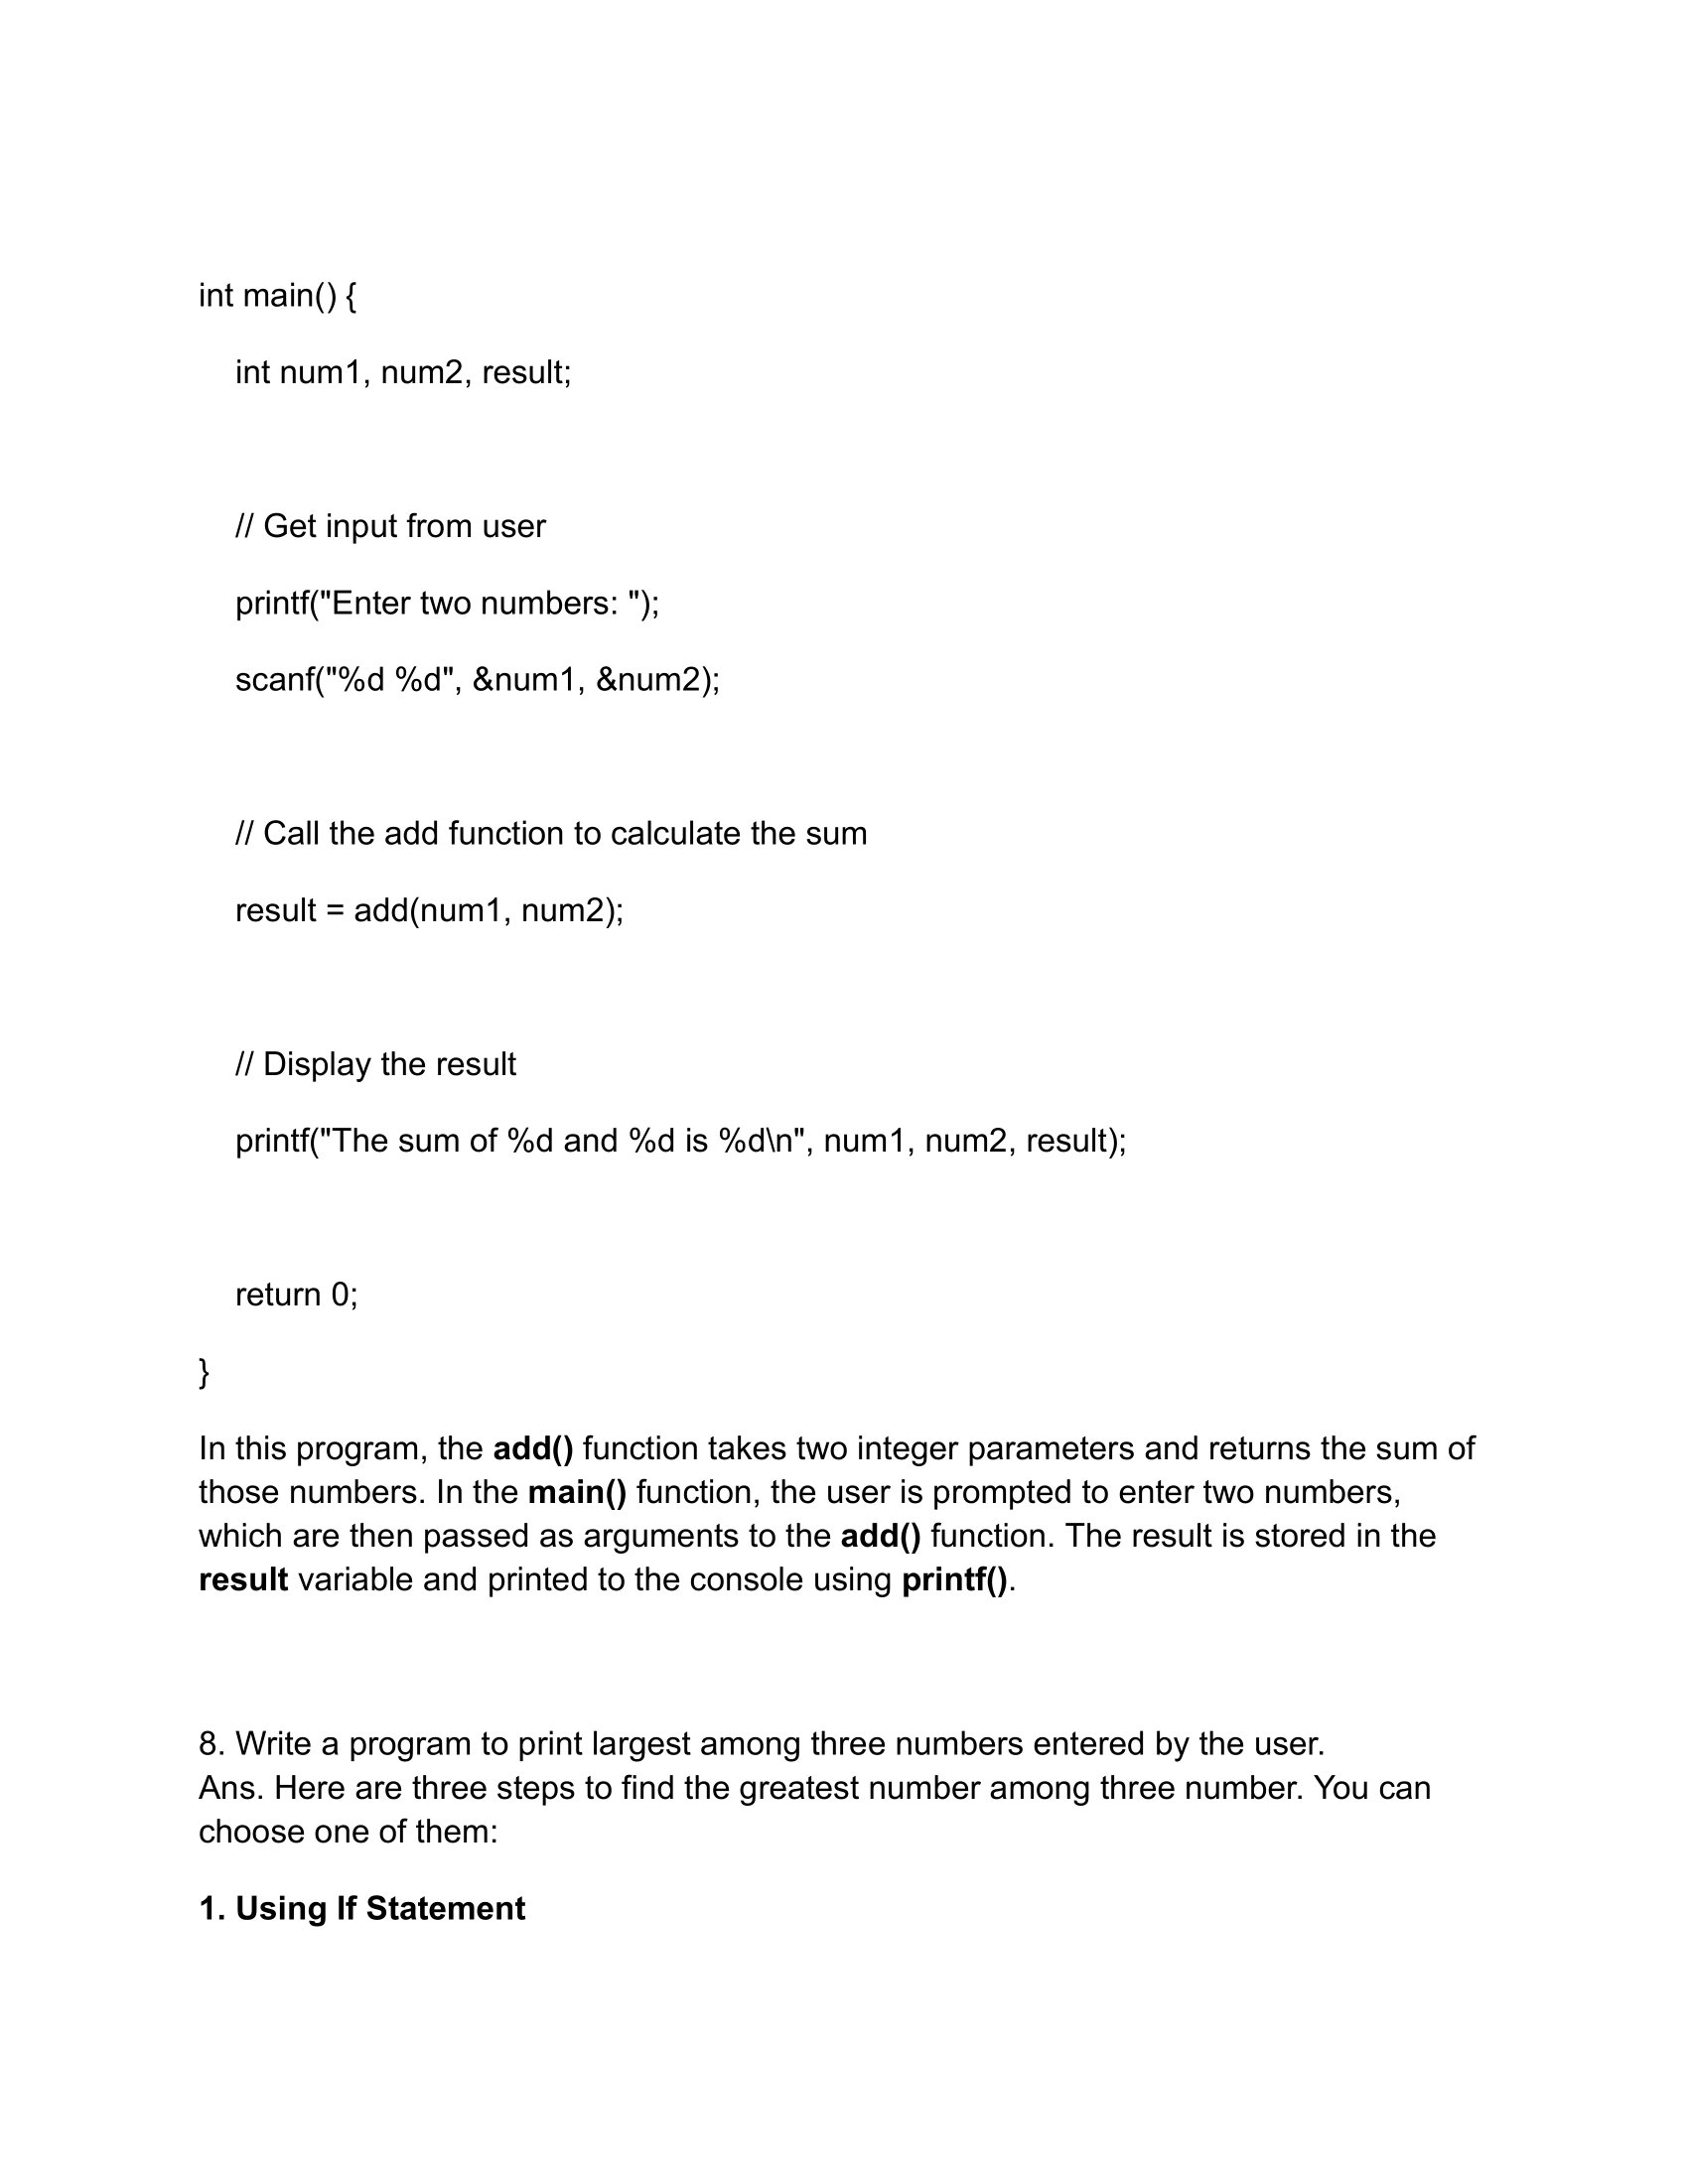 int main() {
int num1, num2, result;
// Get input from user
printf("Enter two numbers: ");
scanf("%d %d", &num1, &num2);
// Call the add function to calculate the sum
result = add(num1, num2);
// Display the result
printf("The sum of %d and %d is %d\n", num1, num2, result);
return 0;
}
In this program, the add() function takes two integer parameters and returns the sum of
those numbers. In the main() function, the user is prompted to enter two numbers,
which are then passed as arguments to the add() function. The result is stored in the
result variable and printed to the console using printf().
8. Write a program to print largest among three numbers entered by the user.
Ans. Here are three steps to find the greatest number among three number. You can
choose one of them:
1. Using If Statement